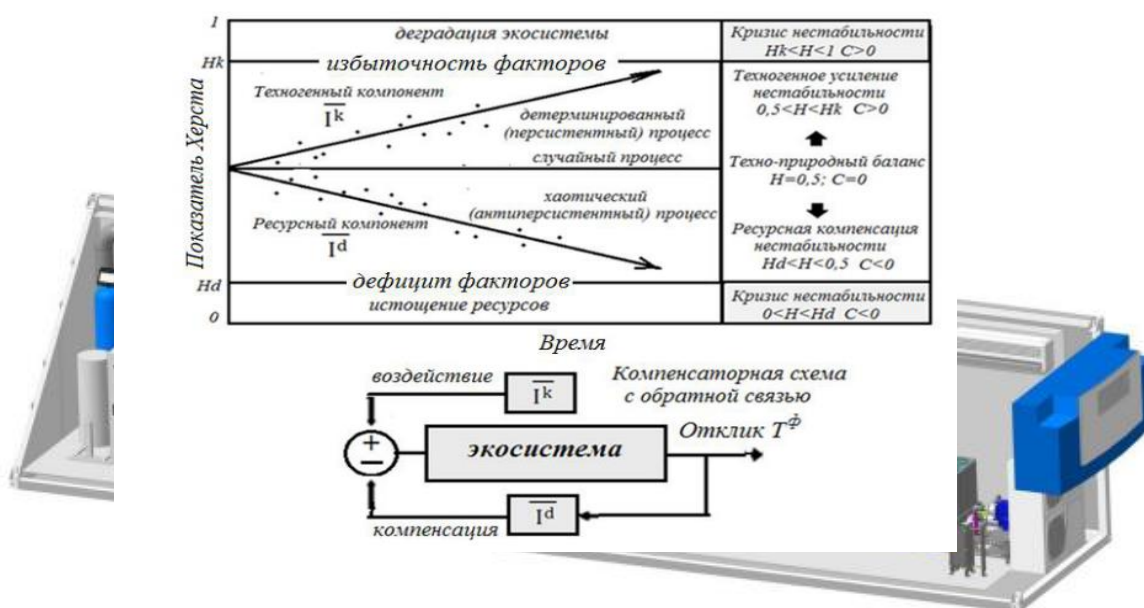 1
деградация экосистемы
Кризис нестабильности
Hk<H<1 C>0
Hk
избыточность факторов
Техногенный компонент
Ik
Техногенное усиление
нестабильности
0,5<H<Hk C>0
детерминированный
(персистентный) процесс
случайный процесс
Техно-природный баланс
H=0,5; C=0
Показатель Херста
хаотический
(антиперсистентный) процесс
Ресурсный компонент
Id
Ресурсная компенсация
нестабильности
Hd<H<0,5 C<0
Hd
дефицит факторов
истощение ресурсов
Кризис нестабильности
0<H<Hd C<0
0
Время
воздействие
Ik
Компенсаторная схема
с обратной связью
+
−
экосистема
Отклик Tф
Id
компенсация